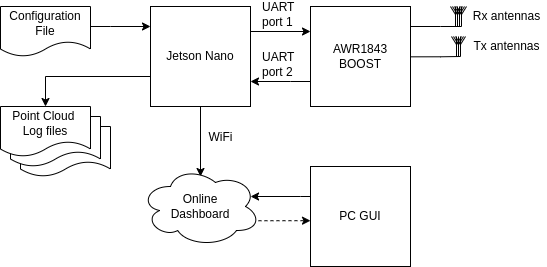 Configuration
File
Jetson Nano
UART
port 1
UART
port 2
AWR1843
BOOST
Rx antennas
Tx antennas
Point Cloud
Log files
WiFi
Online
Dashboard
PC GUI